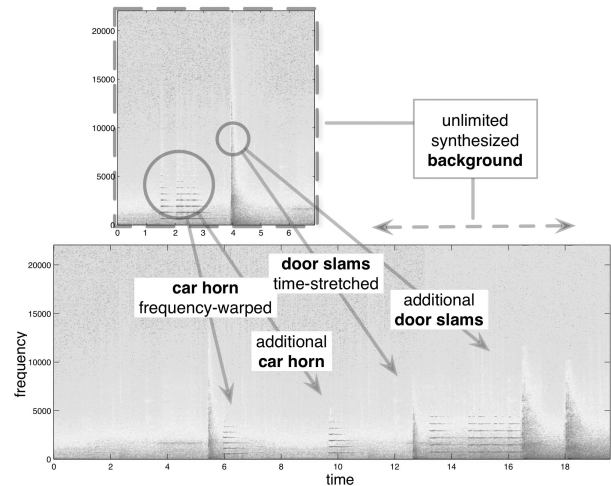 20000
15000
10000
5000
0
0 1 2 3 4 5 6
unlimited
synthesized
background
car horn
frequency-warped
door slams
time-stretched
additional
door slams
additional
car horn
frequency
20000
15000
10000
5000
0
0 2 4 6 8 10 12 14 16 18
time